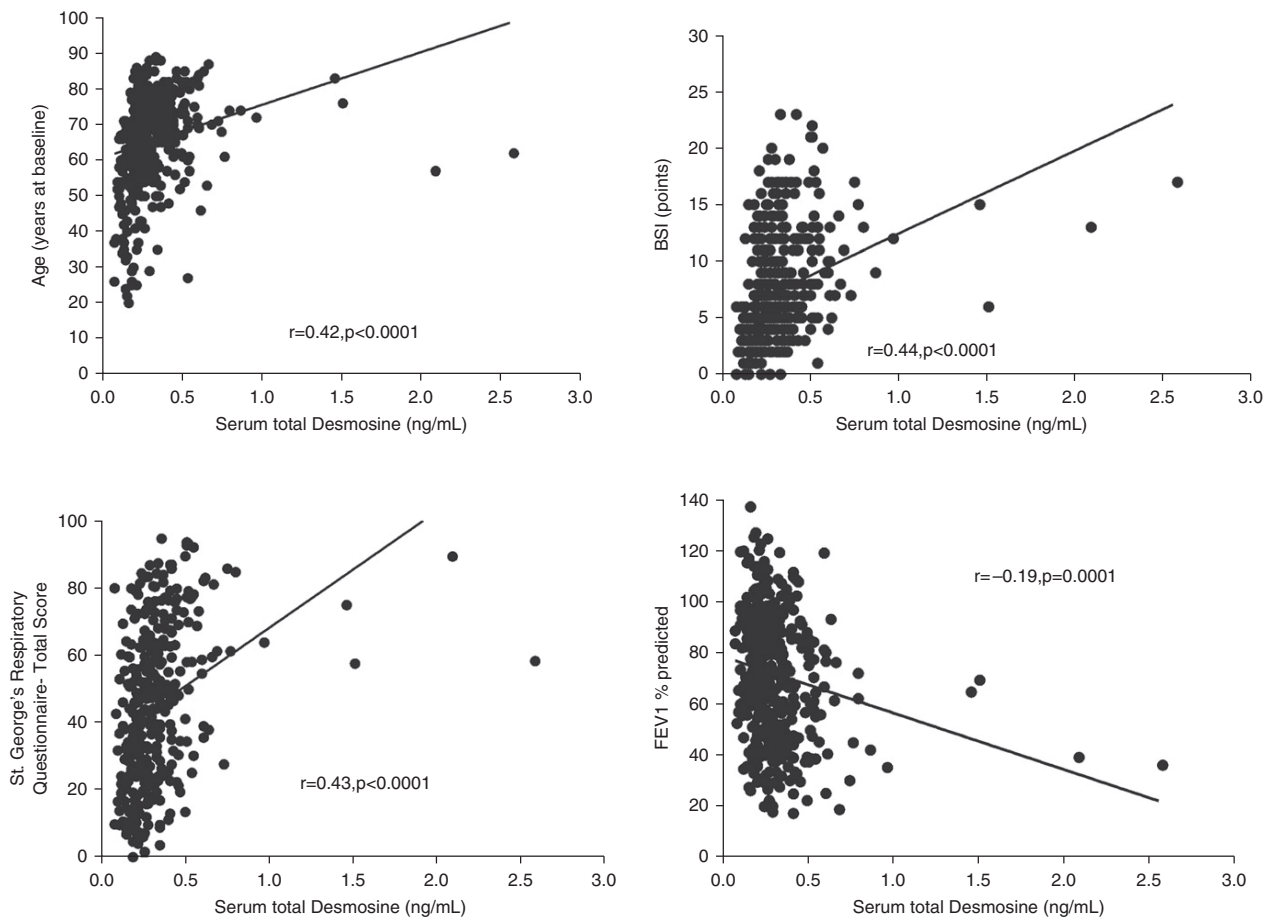 100
90
80
70
60
50
40
30
20
10
0
Age (years at baseline)
r=0.42,p<0.0001
0.0 0.5 1.0 1.5 2.0 2.5 3.0
Serum total Desmosine (ng/mL)
30
25
20
15
10
5
0
BSI (points)
r=0.44,p<0.0001
0.0 0.5 1.0 1.5 2.0 2.5 3.0
Serum total Desmosine (ng/mL)
100
80
60
40
20
0
St. George's Respiratory
Questionnaire- Total Score
r=0.43,p<0.0001
0.0 0.5 1.0 1.5 2.0 2.5 3.0
Serum total Desmosine (ng/mL)
140
120
100
80
60
40
20
0
FEV1 % predicted
r=−0.19,p=0.0001
0.0 0.5 1.0 1.5 2.0 2.5 3.0
Serum total Desmosine (ng/mL)